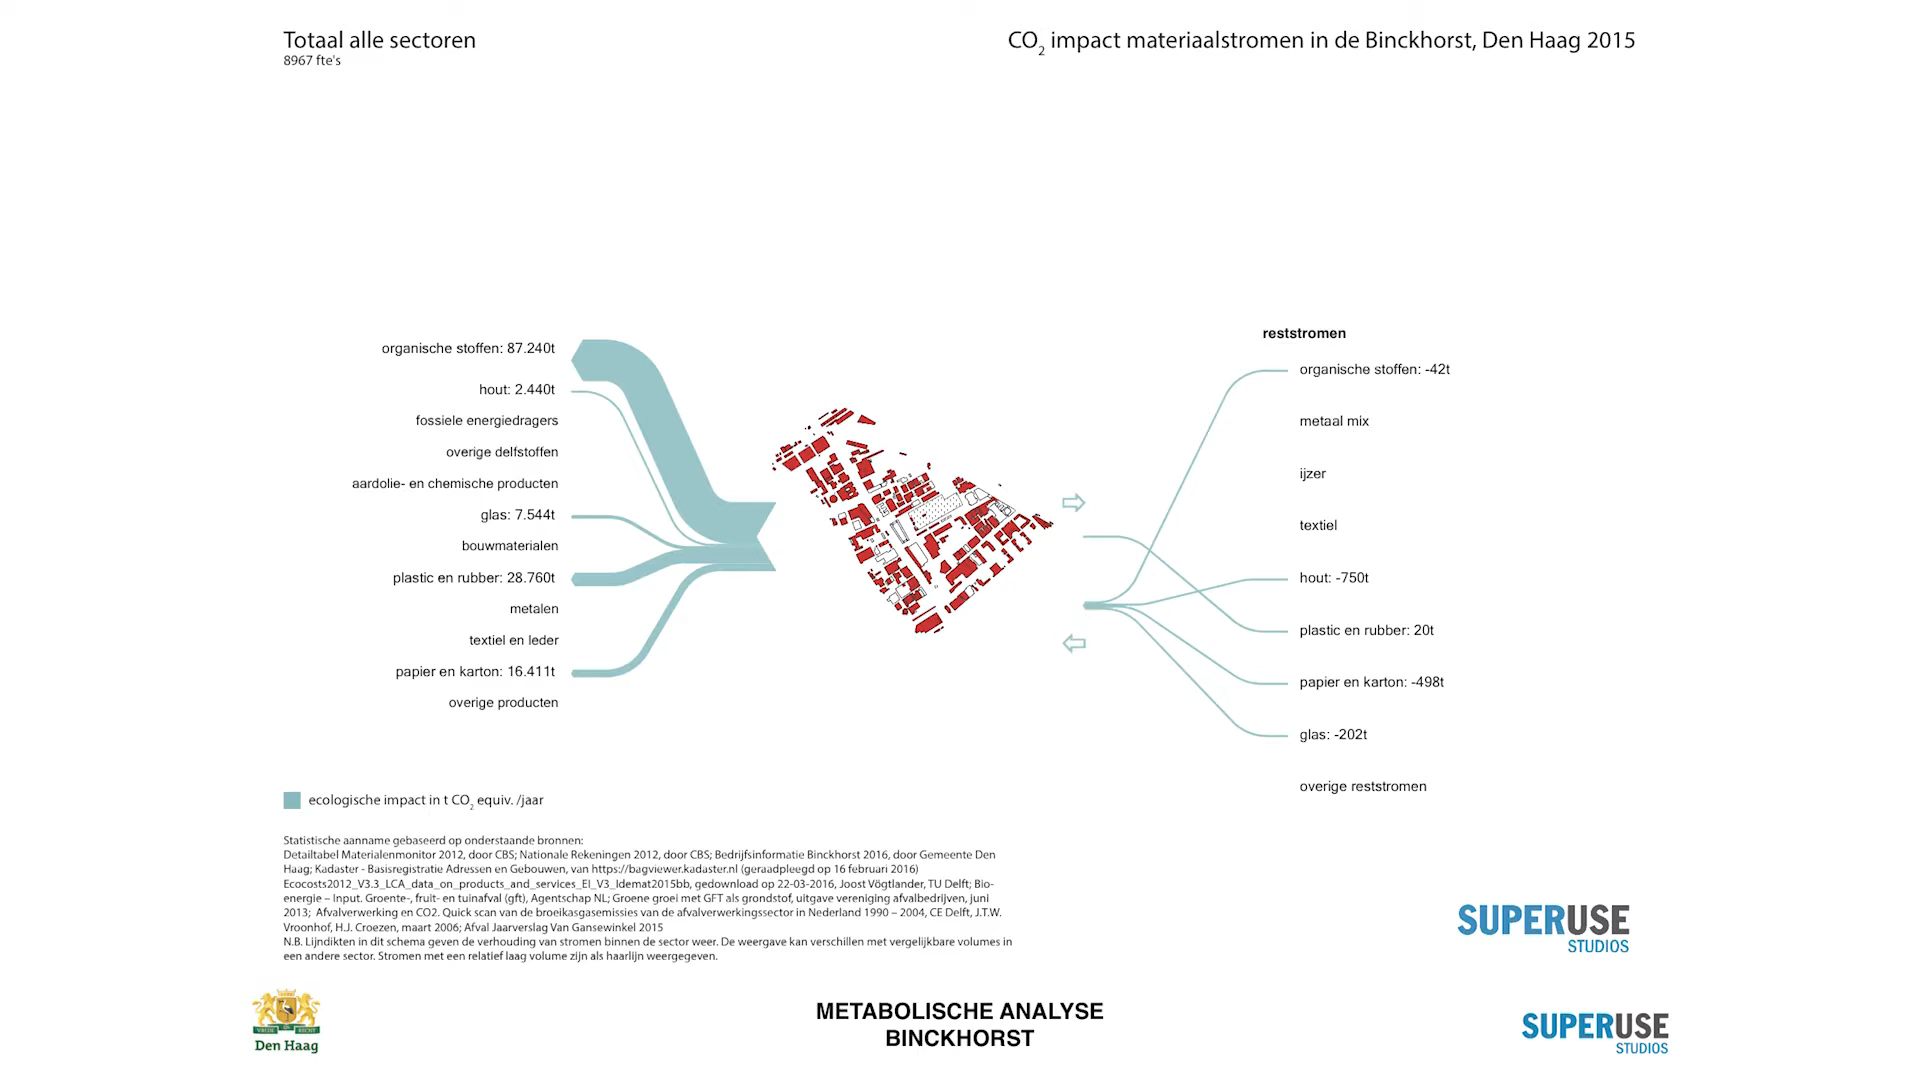 Totaal alle sectoren
8967 fte's
CO2 impact materiaalstromen in de Binckhorst, Den Haag 2015
organische stoffen: 87.240t
hout: 2.440t
fossiele energiedragers
overige delfstoffen
aardolie- en chemische producten
glas: 7.544t
bouwmaterialen
plastic en rubber: 28.760t
metalen
textiel en leder
papier en karton: 16.411t
overige producten
reststromen
organische stoffen: -42t
metaal mix
ijzer
textiel
hout: -750t
plastic en rubber: 20t
papier en karton: -498t
glas: -202t
overige reststromen
ecologische impact in t CO2 equiv. /jaar
Statistische aanname gebaseerd op onderstaande bronnen:
Detailtabel Materialenmonitor 2012, door CBS; Nationale Rekeningen 2012, door CBS; Bedrijfsinformatie Binckhorst 2016, door Gemeente Den
Haag; Kadaster - Basisregistratie Adressen en Gebouwen, van https://bagviewer.kadaster.nl (geraadpleegd op 16 februari 2016)
Ecocosts2012_V3.3_LCA_data_on_products_and_services_EI_V3_Idemat2015bb, gedownload op 22-03-2016, Joost Vögtlander, TU Delft; Bio-
energie – Input. Groente-, fruit- en tuinafval (gft), Agentschap NL; Groene groei met GFT als grondstof, uitgave vereniging afvalbedrijven, juni
2013; Afvalverwerking en CO2. Quick scan van de broeikasgasemissies van de afvalverwerkingssector in Nederland 1990 – 2004, CE Delft, J.T.W.
Vroonhof, H.J. Croezen, maart 2006; Afval Jaarverslag Van Gansewinkel 2015
N.B. Lijndikten in dit schema geven de verhouding van stromen binnen de sector weer. De weergave kan verschillen met vergelijkbare volumes in
een andere sector. Stromen met een relatief laag volume zijn als haarlijn weergegeven.
SUPERUSE
STUDIOS
VREDE EN RECHT
Den Haag
METABOLISCHE ANALYSE
BINCKHORST
SUPERUSE
STUDIOS